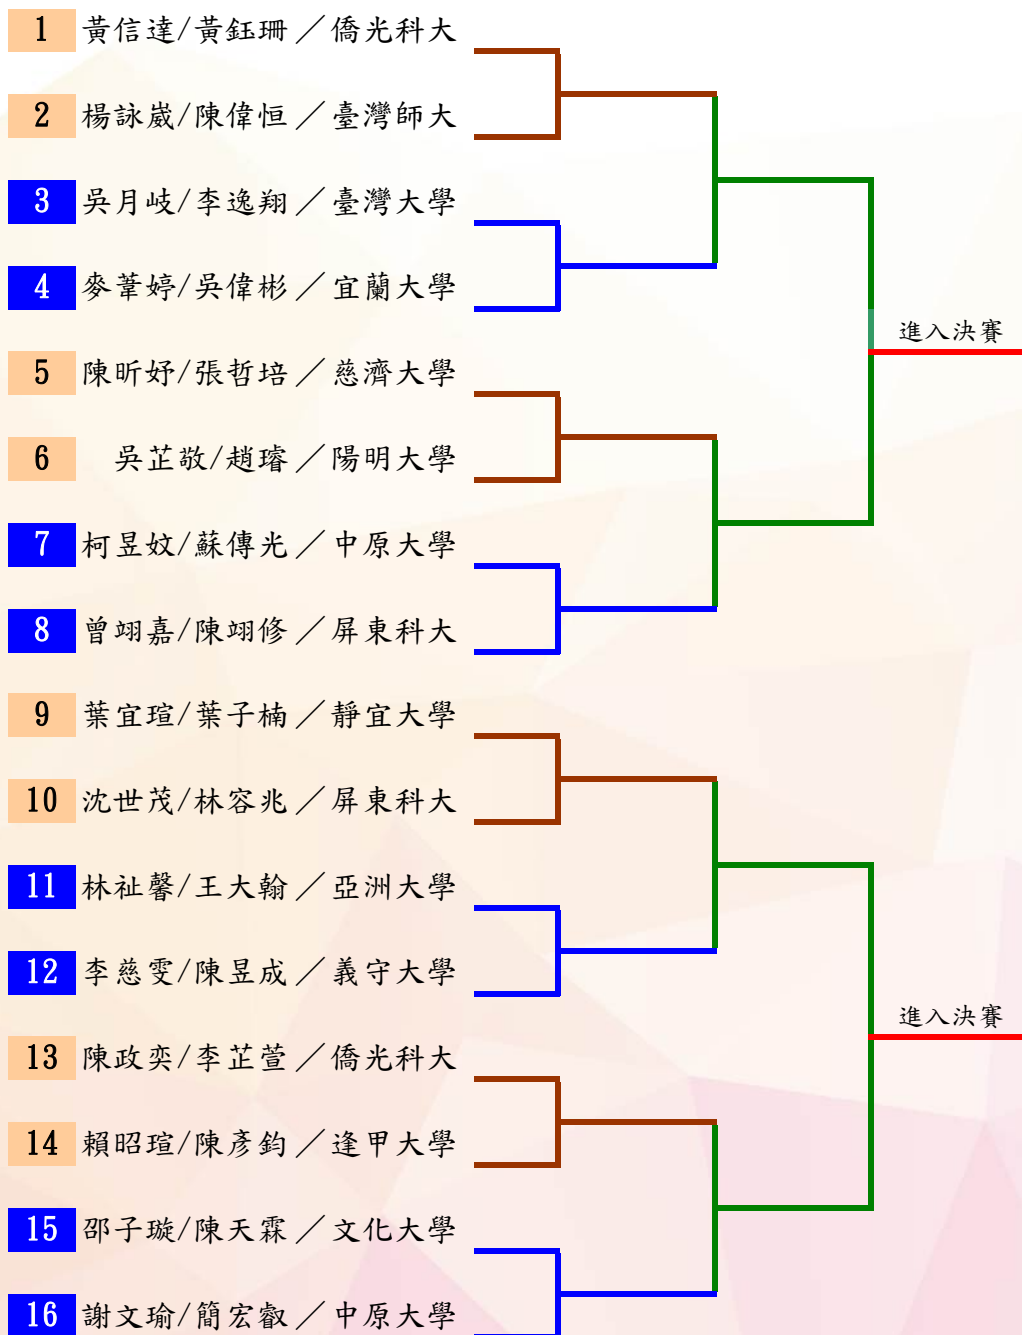 1 黃信達/黃鈺珊／僑光科大
2 楊詠崴/陳偉恒／臺灣師大
3 吳月岐/李逸翔／臺灣大學
4 麥葦婷/吳偉彬／宜蘭大學
進入決賽
5 陳昕妤/張哲培／慈濟大學
6 吳芷敬/趙璿／陽明大學
7 柯昱妏/蘇傳光／中原大學
8 曾翊嘉/陳翊修／屏東科大
9 葉宜瑄/葉子楠／靜宜大學
10 沈世茂/林容兆／屏東科大
11 林祉馨/王大翰／亞洲大學
12 李慈雯/陳昱成／義守大學
進入決賽
13 陳政奕/李芷萱／僑光科大
14 賴昭瑄/陳彥鈞／逢甲大學
15 邵子璇/陳天霖／文化大學
16 謝文瑜/簡宏叡／中原大學